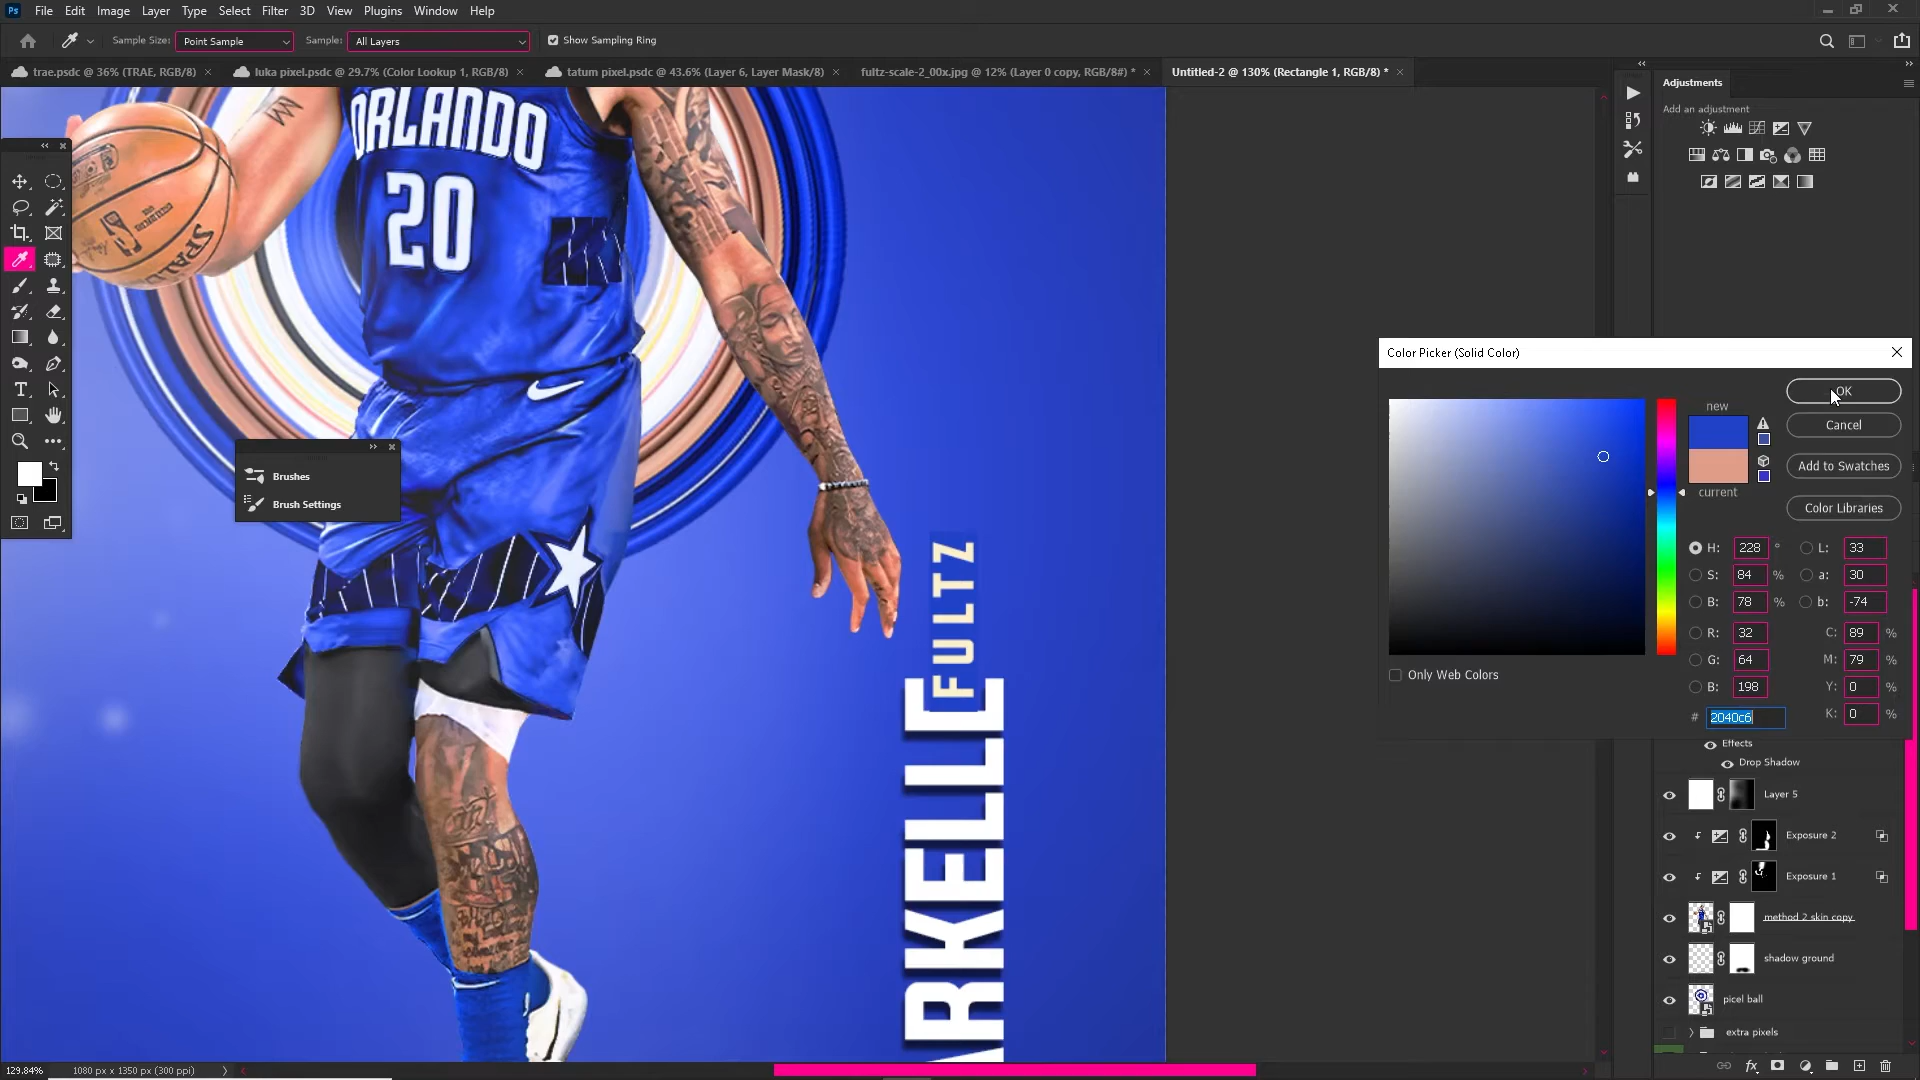 Ps File Edit Image Layer Type Select Filter 3D View Plugins Window Help
Sample Size: Point Sample Sample: All Layers Show Sampling Ring
trae.psdc @ 36% (TRAE, RGB/8) × luka pixel.psdc @ 29.7% (Color Lookup 1, RGB/8) × tatum pixel.psdc @ 43.6% (Layer 6, Layer Mask/8) × fultz-scale-2_00x.jpg @ 12% (Layer 0 copy, RGB/8#) * × Untitled-2 @ 130% (Rectangle 1, RGB/8) * ×
Adjustments
Add an adjustment
ORLANDO
20
SPALDING
Brushes
Brush Settings
FULTZ
ARKELLE
Color Picker (Solid Color)
OK
new
Cancel
Add to Swatches
current
Color Libraries
H: 228 ° L: 33
S: 84 % a: 30
B: 78 % b: -74
R: 32 C: 89 %
G: 64 M: 79 %
B: 198 Y: 0 %
# 2040c6 K: 0 %
Only Web Colors
Effects
Drop Shadow
Layer 5
Exposure 2
Exposure 1
method 2 skin copy
shadow ground
picel ball
extra pixels
129.84% 1080 px x 1350 px (300 ppi)
fx